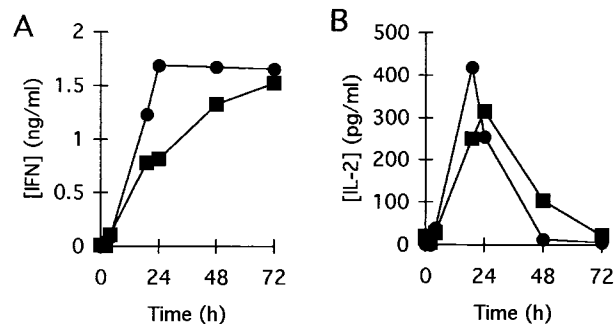 A
[IFN] (ng/ml)
2
1.5
1
0.5
0
0 24 48 72
Time (h)
B
[IL-2] (pg/ml)
500
400
300
200
100
0
0 24 48 72
Time (h)